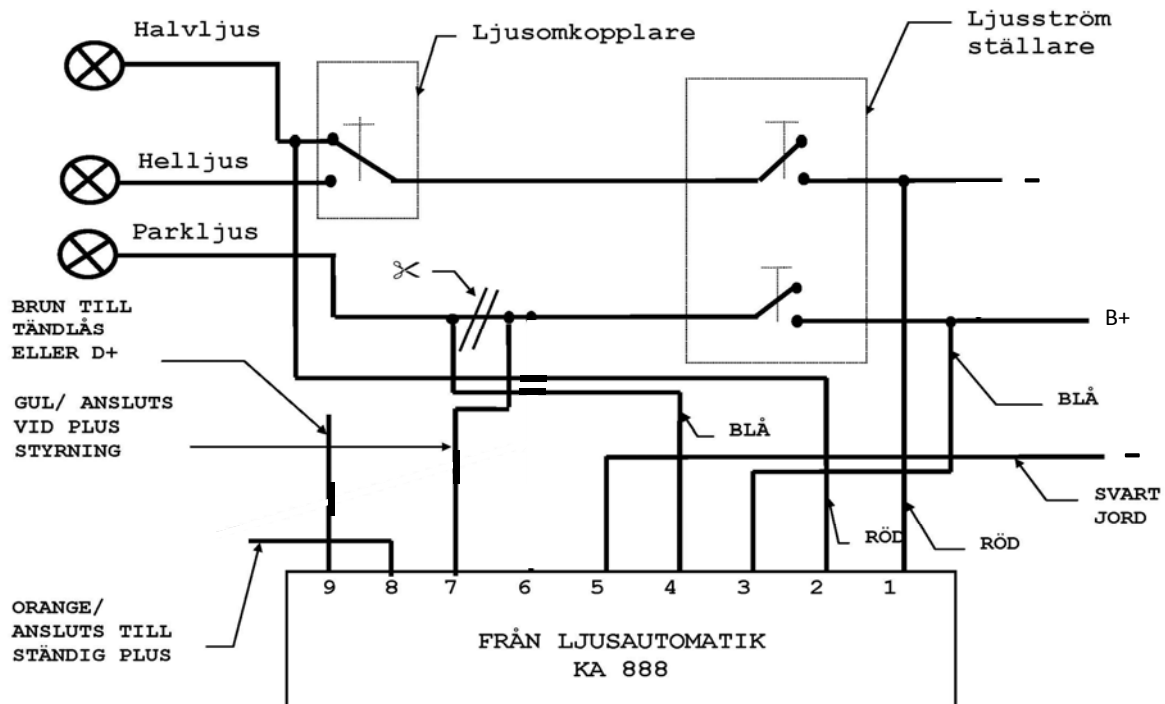 Halvljus
Ljusomkopplare
Ljusström
ställare
Helljus
-
Parkljus
B+
BRUN TILL
TÄNDLÅS
ELLER D+
GUL/ ANSLUTS
VID PLUS
STYRNING
BLÅ
BLÅ
-
SVART
JORD
RÖD
RÖD
ORANGE/
ANSLUTS TILL
STÄNDIG PLUS
9 8 7 6 5 4 3 2 1
FRÅN LJUSAUTOMATIK
KA 888